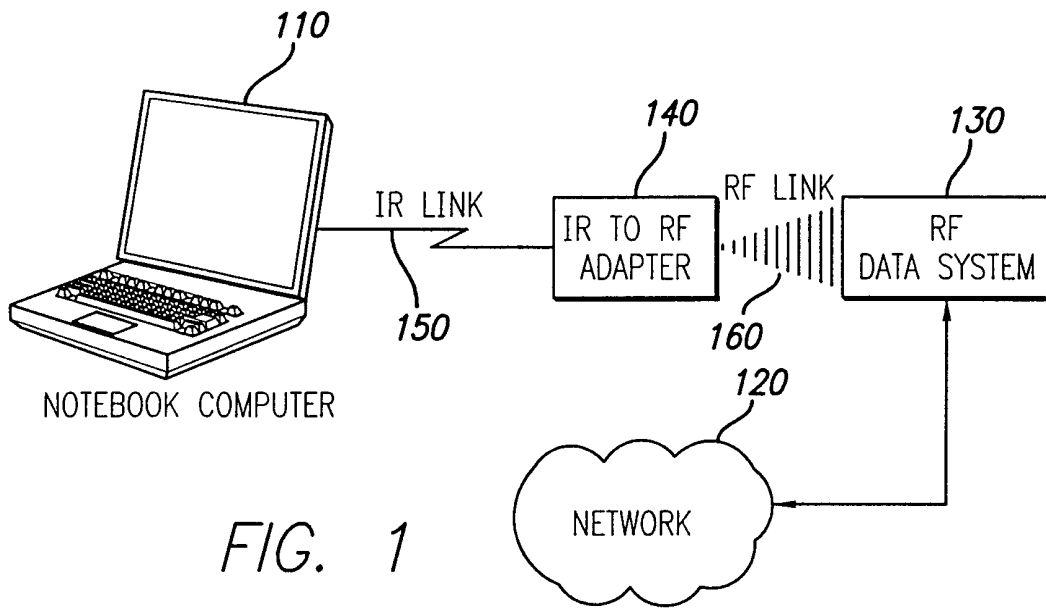 110
140
130
IR LINK
RF LINK
IR TO RF
ADAPTER
RF
DATA SYSTEM
150
160
NOTEBOOK COMPUTER
120
NETWORK
FIG. 1